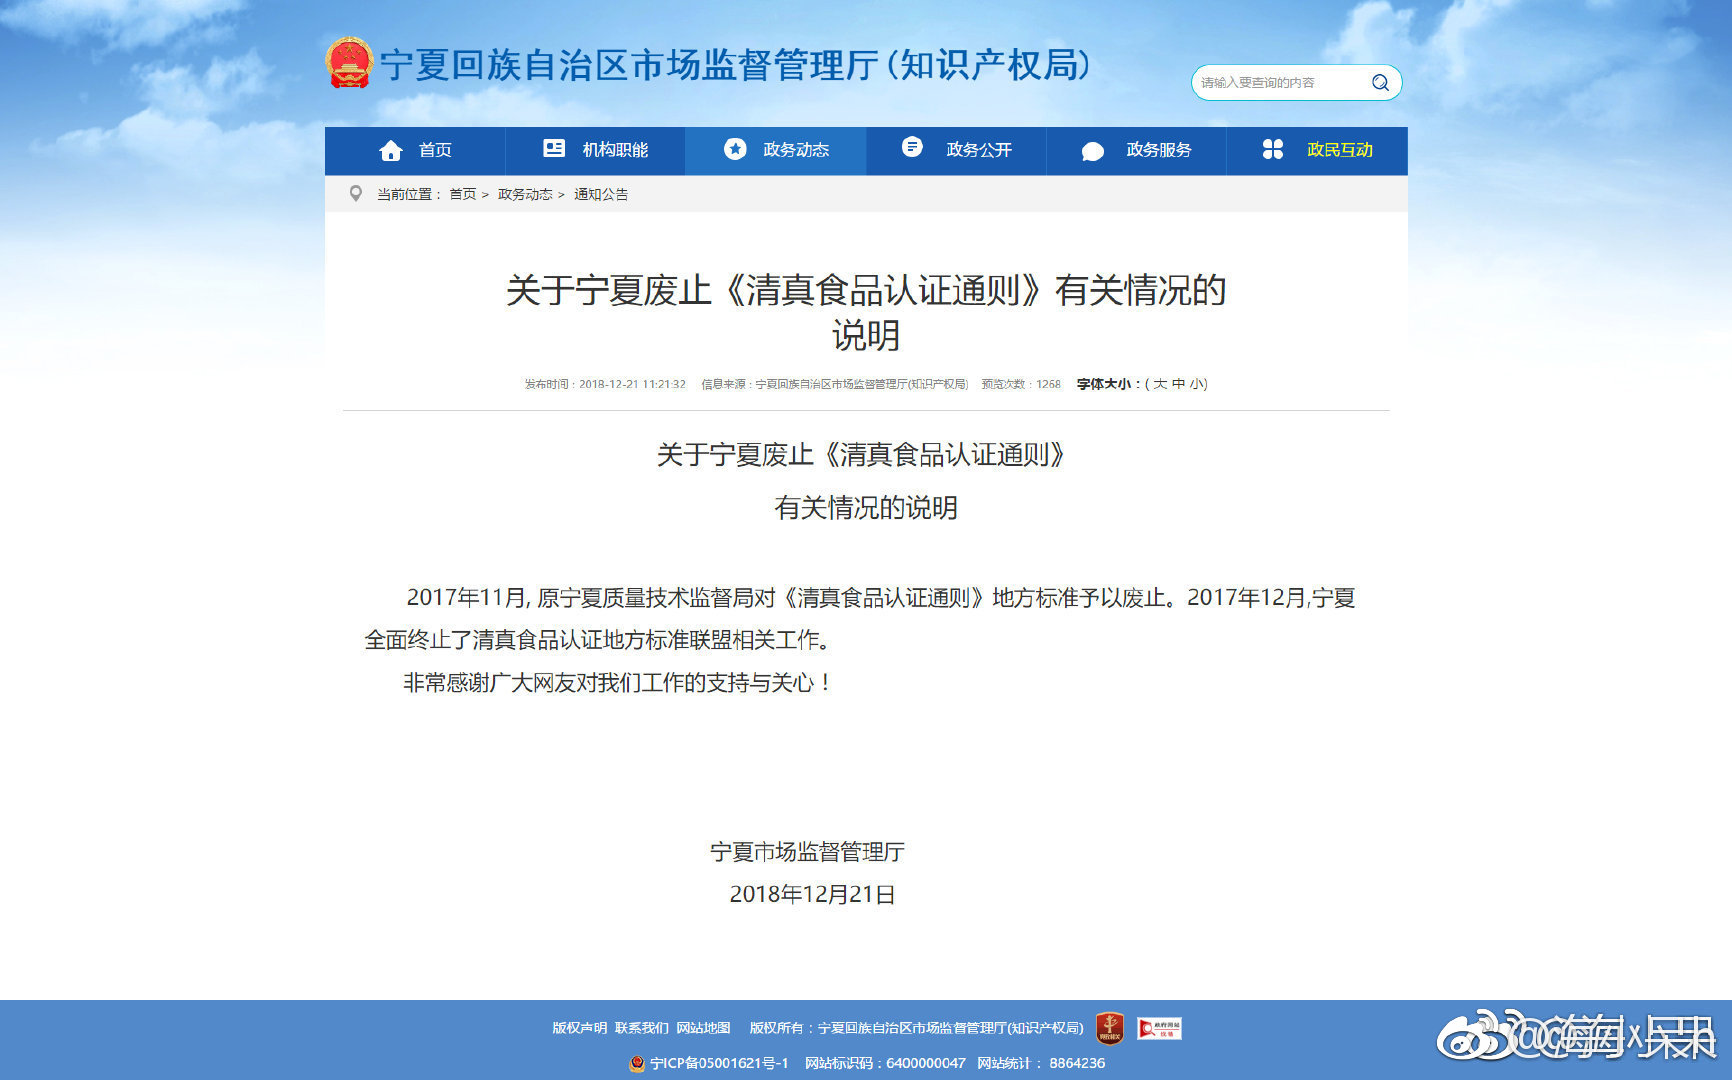 宁夏回族自治区市场监督管理厅(知识产权局)
请输入要查询的内容
首页 机构职能 政务动态 政务公开 政务服务 政民互动
当前位置： 首页 > 政务动态 > 通知公告
关于宁夏废止《清真食品认证通则》有关情况的
说明
发布时间：2018-12-21 11:21:32 信息来源：宁夏回族自治区市场监督管理厅(知识产权局) 预览次数：1268 字体大小：( 大 中 小)
关于宁夏废止《清真食品认证通则》
有关情况的说明
2017年11月, 原宁夏质量技术监督局对《清真食品认证通则》地方标准予以废止。2017年12月,宁夏
全面终止了清真食品认证地方标准联盟相关工作。
非常感谢广大网友对我们工作的支持与关心！
宁夏市场监督管理厅
2018年12月21日
版权声明 联系我们 网站地图 版权所有：宁夏回族自治区市场监督管理厅(知识产权局)
宁ICP备05001621号-1 网站标识码：6400000047 网站统计： 8864236